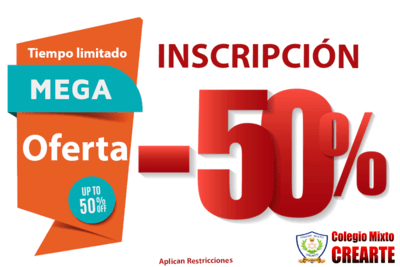 Tiempo limitado
MEGA
Oferta
UP TO
50% OFF
INSCRIPCIÓN
-50%
Colegio Mixto
CREARTE
Aplican Restricciones